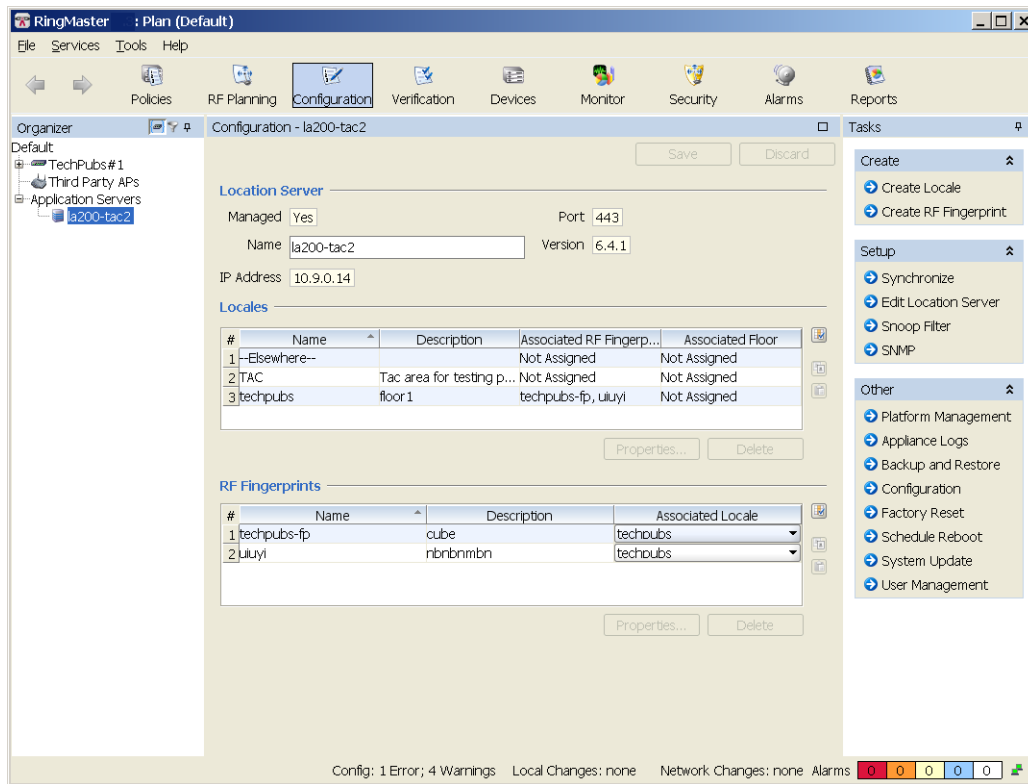 RingMaster : Plan (Default)
File Services Tools Help
Policies RF Planning Configuration Verification Devices Monitor Security Alarms Reports
Organizer
Default
TechPubs#1
Third Party APs
Application Servers
la200-tac2
Configuration - la200-tac2
Save Discard
Location Server
Managed Yes Port 443
Name la200-tac2 Version 6.4.1
IP Address 10.9.0.14
Locales
# Name Description Associated RF Fingerp... Associated Floor
1 --Elsewhere-- Not Assigned Not Assigned
2 TAC Tac area for testing p... Not Assigned Not Assigned
3 techpubs floor1 techpubs-fp, uiuyi Not Assigned
Properties... Delete
RF Fingerprints
# Name Description Associated Locale
1 techpubs-fp cube techpubs
2 uiuyi nbnbnmbn techpubs
Properties... Delete
Tasks
Create
Create Locale
Create RF Fingerprint
Setup
Synchronize
Edit Location Server
Snoop Filter
SNMP
Other
Platform Management
Appliance Logs
Backup and Restore
Configuration
Factory Reset
Schedule Reboot
System Update
User Management
Config: 1 Error; 4 Warnings Local Changes: none Network Changes: none Alarms 0 0 0 0 0